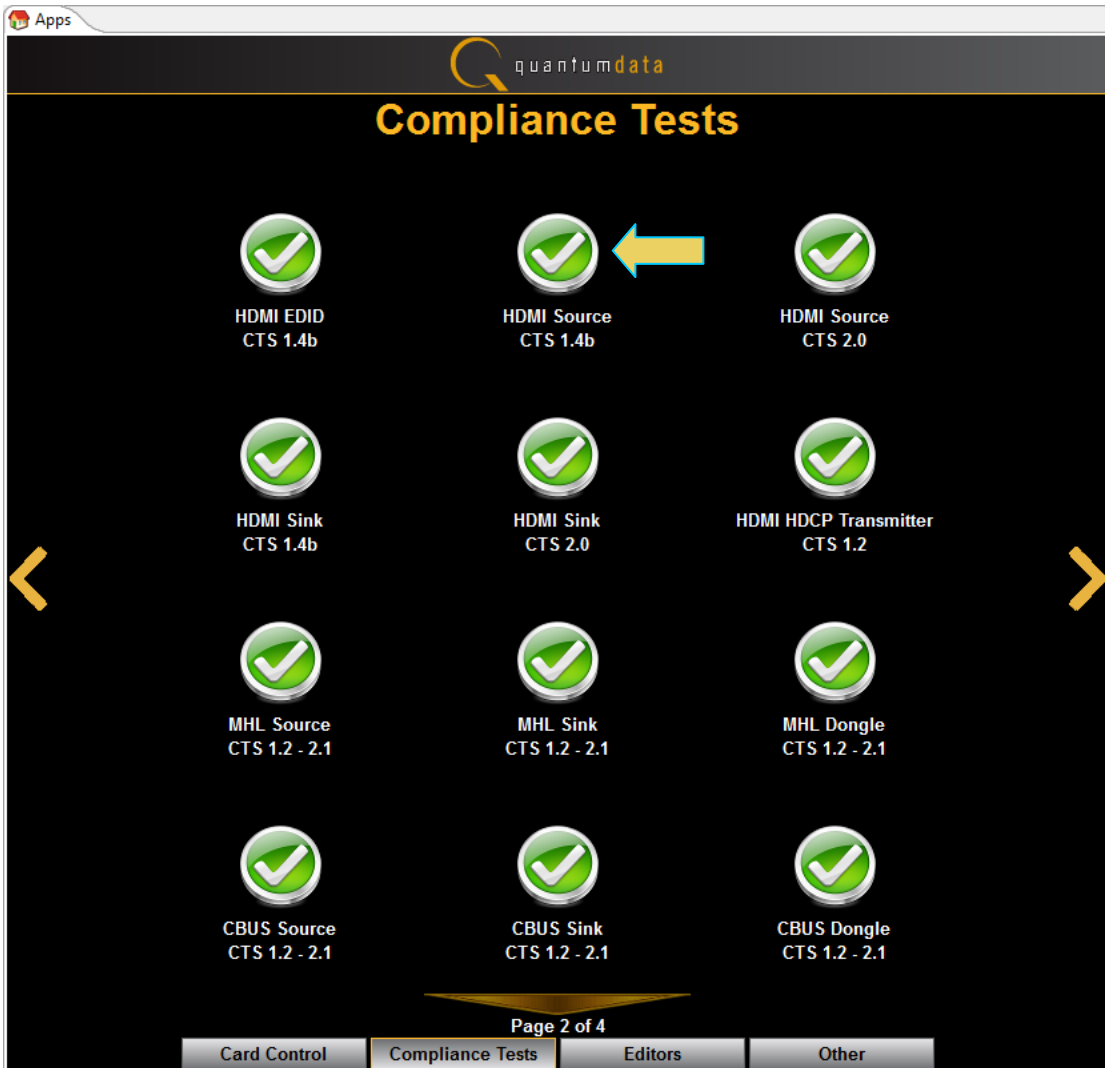 Apps
quantumdata
Compliance Tests
HDMI EDID
CTS 1.4b
HDMI Source
CTS 1.4b
HDMI Source
CTS 2.0
HDMI Sink
CTS 1.4b
HDMI Sink
CTS 2.0
HDMI HDCP Transmitter
CTS 1.2
MHL Source
CTS 1.2 - 2.1
MHL Sink
CTS 1.2 - 2.1
MHL Dongle
CTS 1.2 - 2.1
CBUS Source
CTS 1.2 - 2.1
CBUS Sink
CTS 1.2 - 2.1
CBUS Dongle
CTS 1.2 - 2.1
Page 2 of 4
Card Control
Compliance Tests
Editors
Other